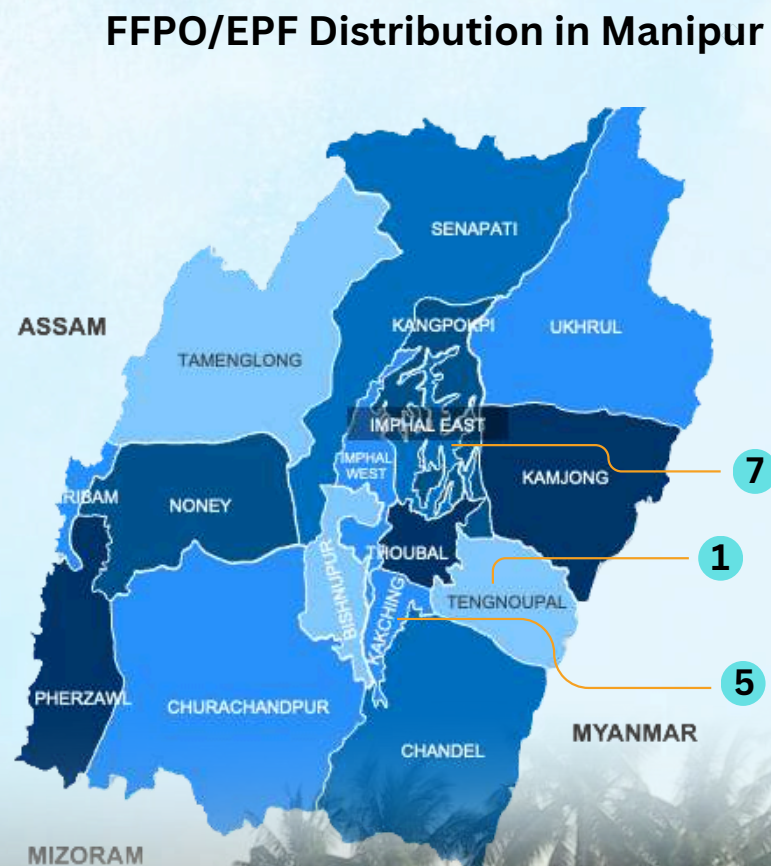 FFPO/EPF Distribution in Manipur
SENAPATI
ASSAM
KANGPOKPI
UKHRUL
TAMENGLONG
IMPHAL EAST
IMPHAL
WEST
7
KAMJONG
RIBAM
NONEY
THOUBAL
1
BISHNUPUR
KAKCHING
TENGNOUPAL
5
PHERZAWL
CHURACHANDPUR
MYANMAR
CHANDEL
MIZORAM